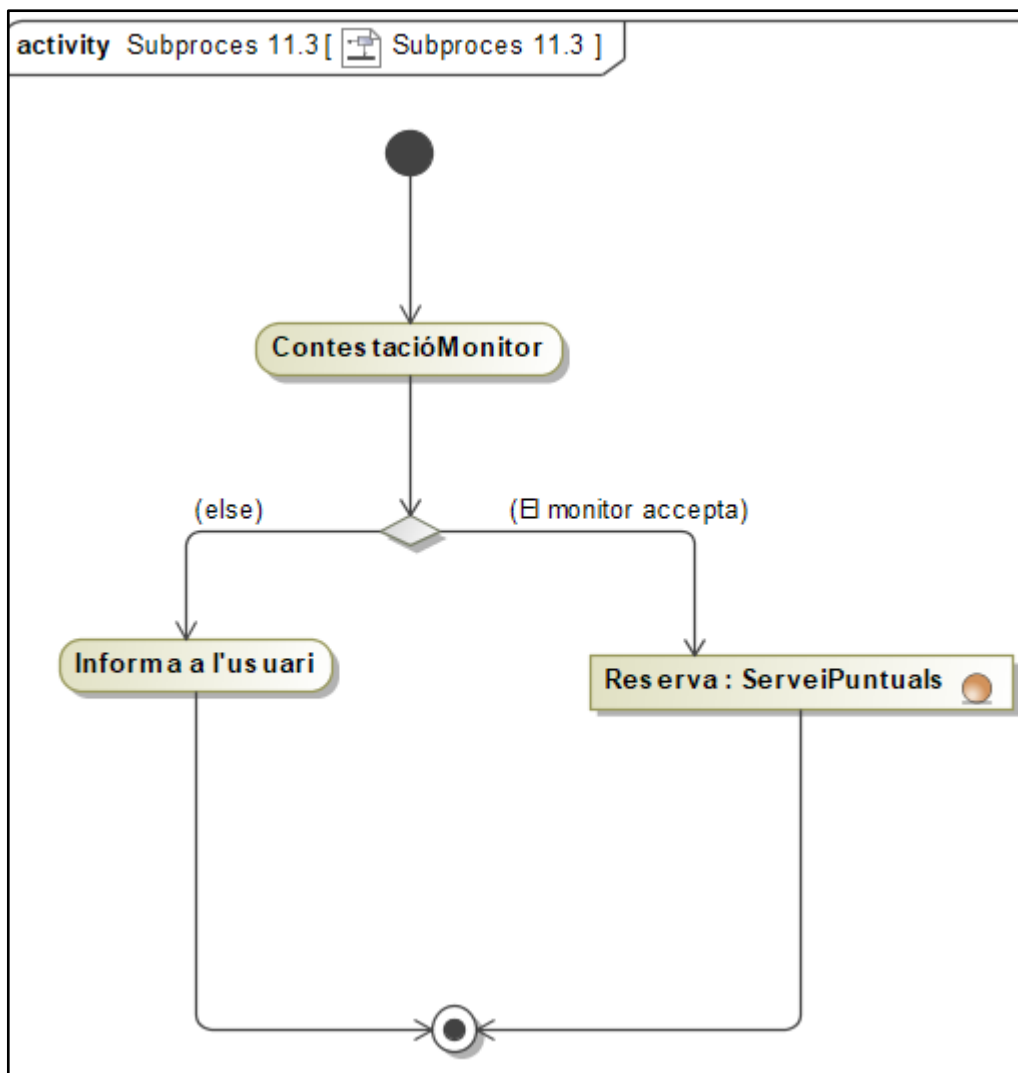 activity Subproces 11.3[ Subproces 11.3 ]
ContestacióMonitor
(else)
(El monitor accepta)
Informa a l'usuari
Reserva : ServeiPuntuals